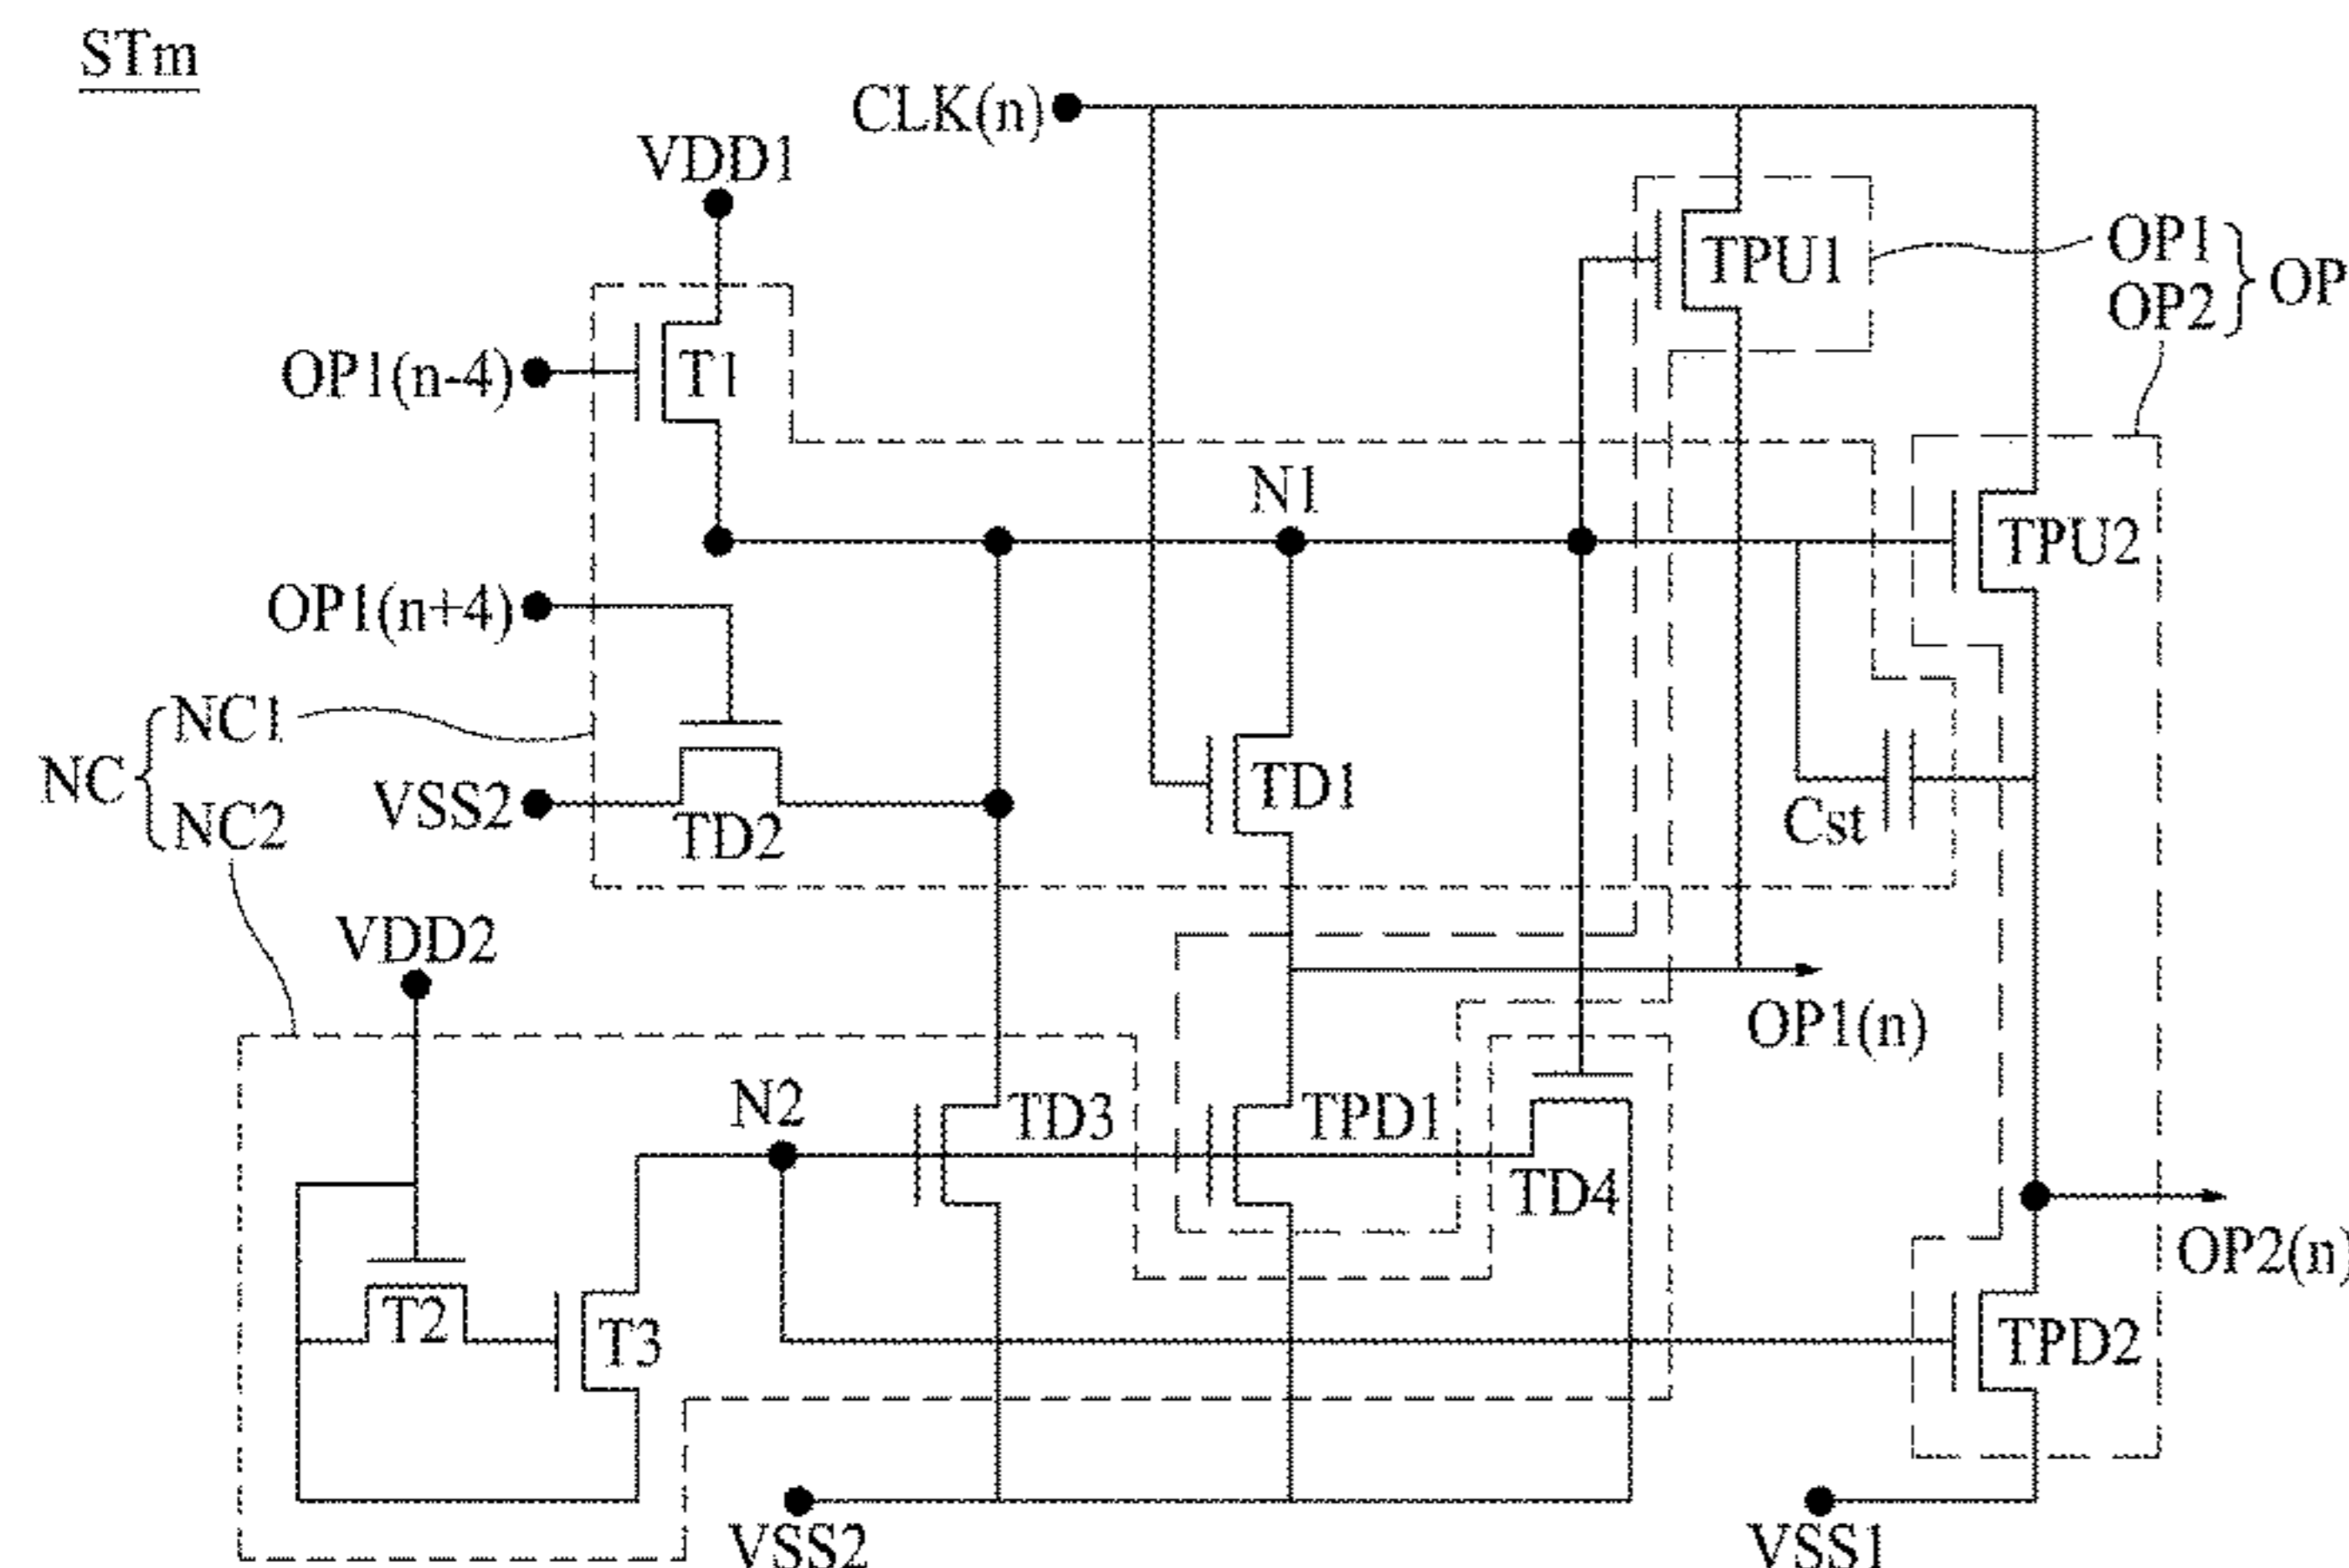 STm
CLK(n)
VDD1
TPU1
OP1
OP2
OP
OP1(n-4)
T1
N1
TPU2
OP1(n+4)
NC1
NC
NC2
VSS2
TD2
TD1
Cst
VDD2
OP1(n)
N2
TD3
TPD1
TD4
OP2(n)
T2
T3
TPD2
VSS2
VSS1